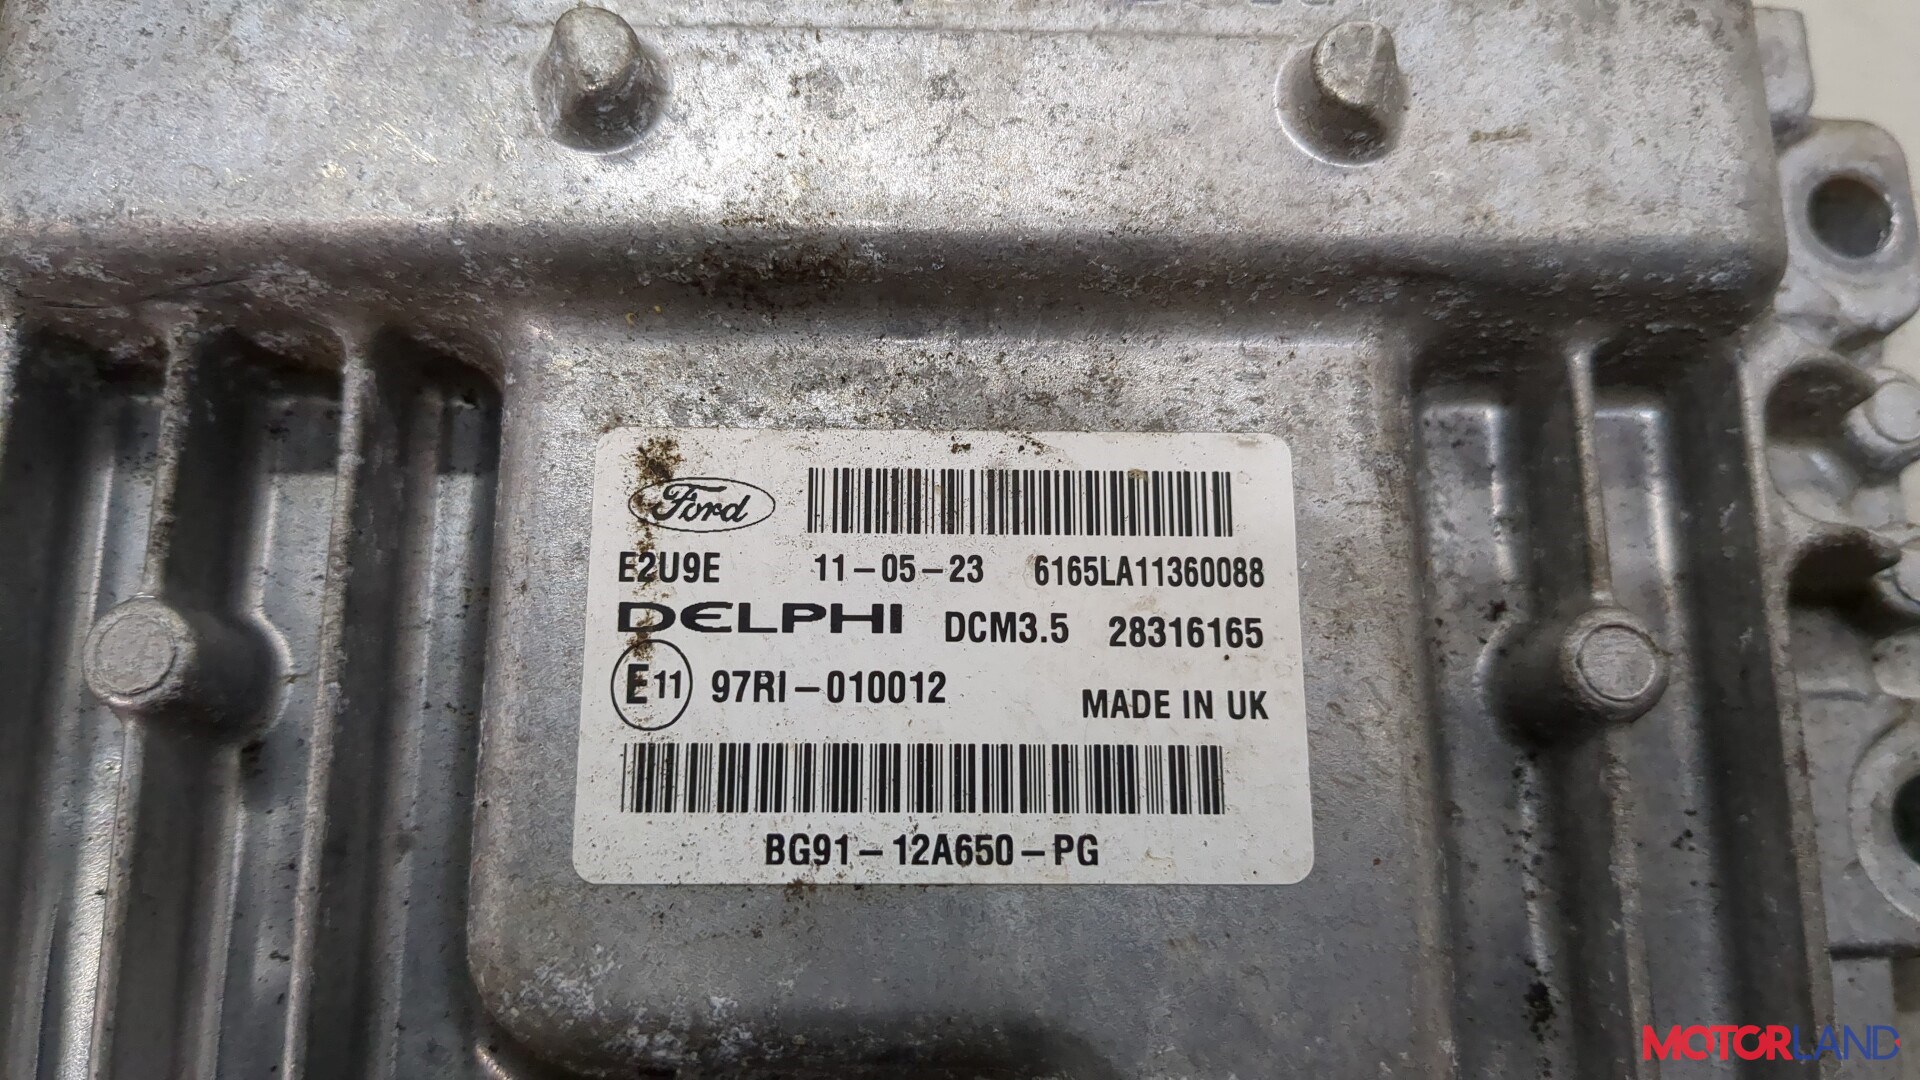 Ford
E2U9E 11-05-23 6165LA11360088
DELPHI DCM3.5 28316165
E11 97RI-010012 MADE IN UK
BG91-12A650-PG
MOTORLAND